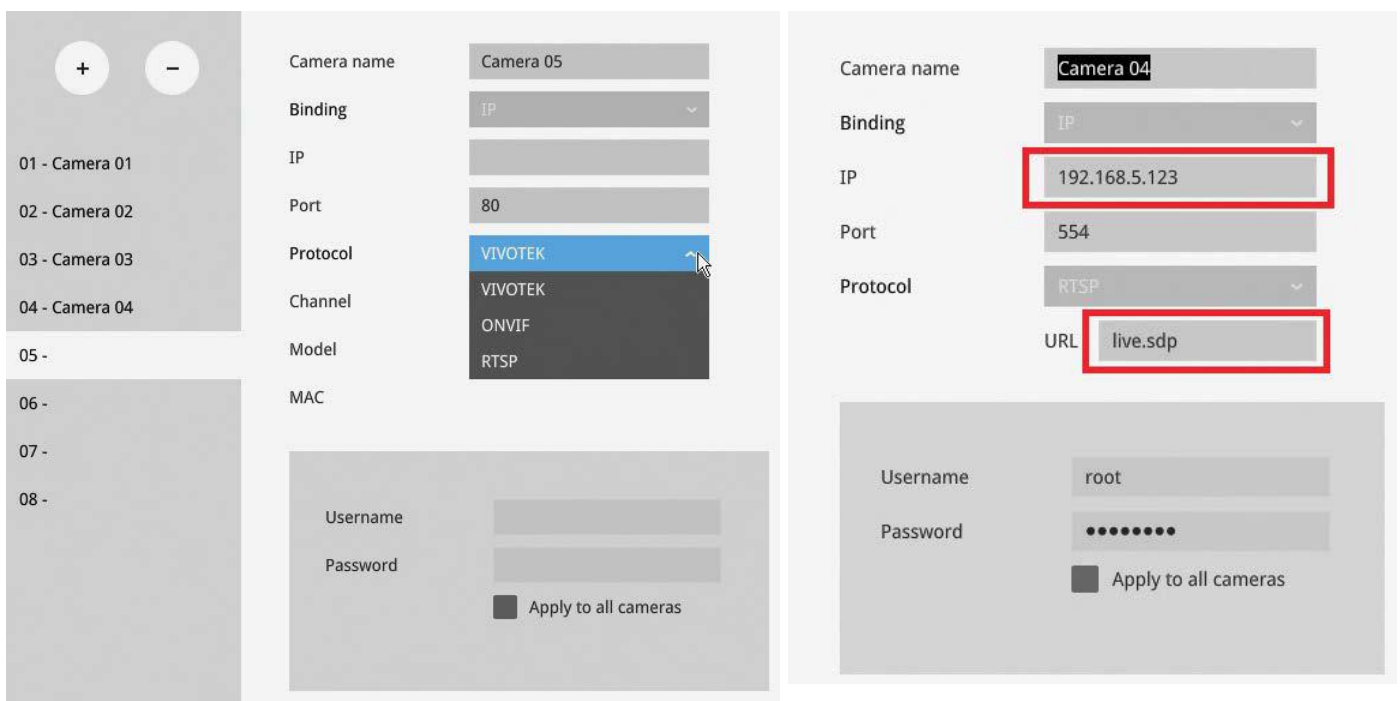 + -
01 - Camera 01
02 - Camera 02
03 - Camera 03
04 - Camera 04
05 -
06 -
07 -
08 -
Camera name Camera 05
Binding IP
IP
Port 80
Protocol VIVOTEK
VIVOTEK
Channel
ONVIF
Model
RTSP
MAC
Username
Password
Apply to all cameras
Camera name Camera 04
Binding IP
IP 192.168.5.123
Port 554
Protocol RTSP
URL live.sdp
Username root
Password ●●●●●●●●
Apply to all cameras